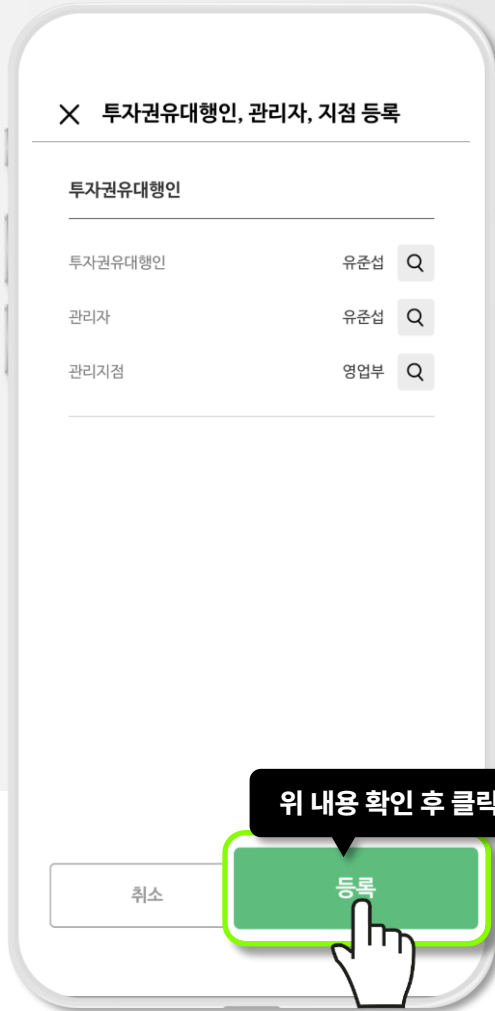 투자권유대행인, 관리자, 지점 등록
투자권유대행인
투자권유대행인 유준섭
관리자 유준섭
관리지점 영업부
위 내용 확인 후 클릭
취소
등록